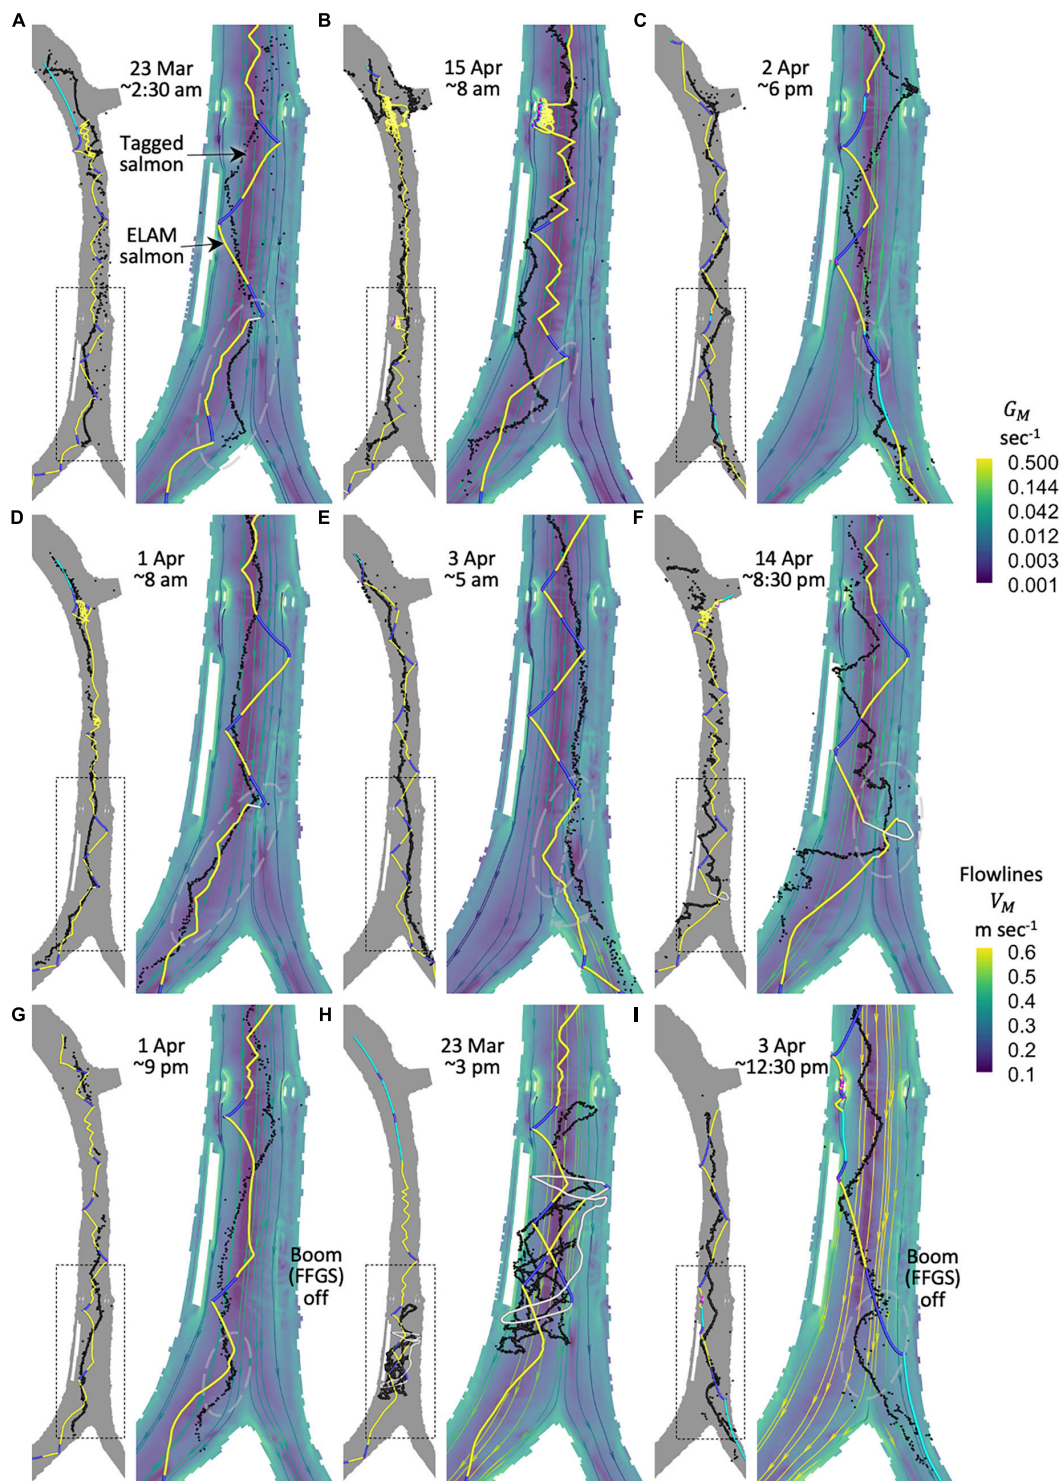 A
23 Mar
~2:30 am
Tagged
salmon
ELAM
salmon
B
15 Apr
~8 am
C
2 Apr
~6 pm
G_M
sec⁻¹
0.500
0.144
0.042
0.012
0.003
0.001
D
1 Apr
~8 am
E
3 Apr
~5 am
F
14 Apr
~8:30 pm
Flowlines
V_M
m sec⁻¹
0.6
0.5
0.4
0.3
0.2
0.1
G
1 Apr
~9 pm
Boom
(FFGS)
off
H
23 Mar
~3 pm
I
3 Apr
~12:30 pm
Boom
(FFGS)
off